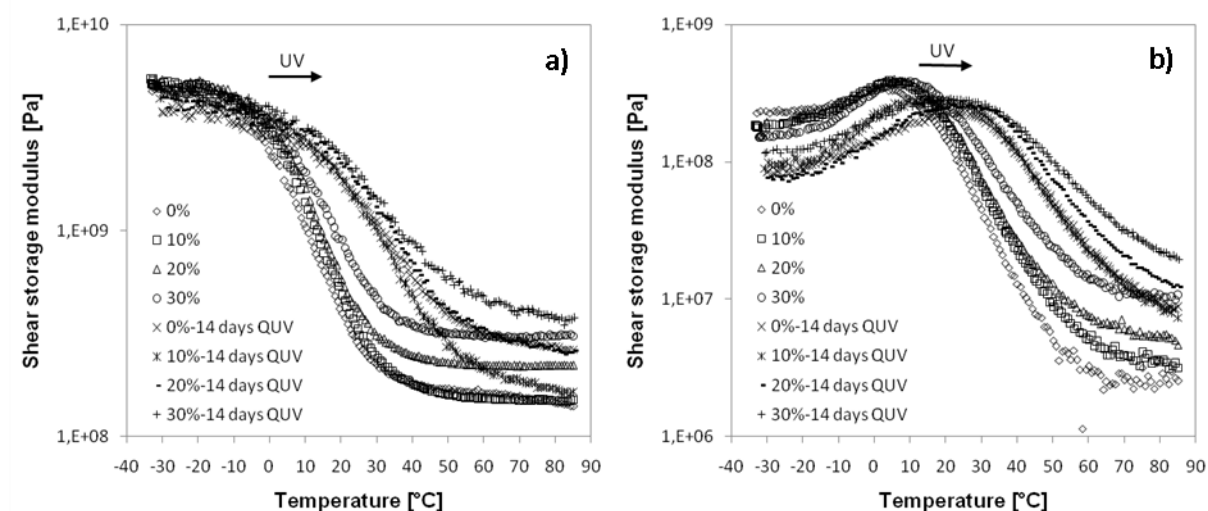 1,E+10
1,E+09
1,E+08
Shear storage modulus [Pa]
UV
a)
0%
10%
20%
30%
0%-14 days QUV
10%-14 days QUV
20%-14 days QUV
30%-14 days QUV
-40 -30 -20 -10 0 10 20 30 40 50 60 70 80 90
Temperature [°C]
1,E+09
1,E+08
1,E+07
1,E+06
Shear storage modulus [Pa]
UV
b)
0%
10%
20%
30%
0%-14 days QUV
10%-14 days QUV
20%-14 days QUV
30%-14 days QUV
-40 -30 -20 -10 0 10 20 30 40 50 60 70 80 90
Temperature [°C]